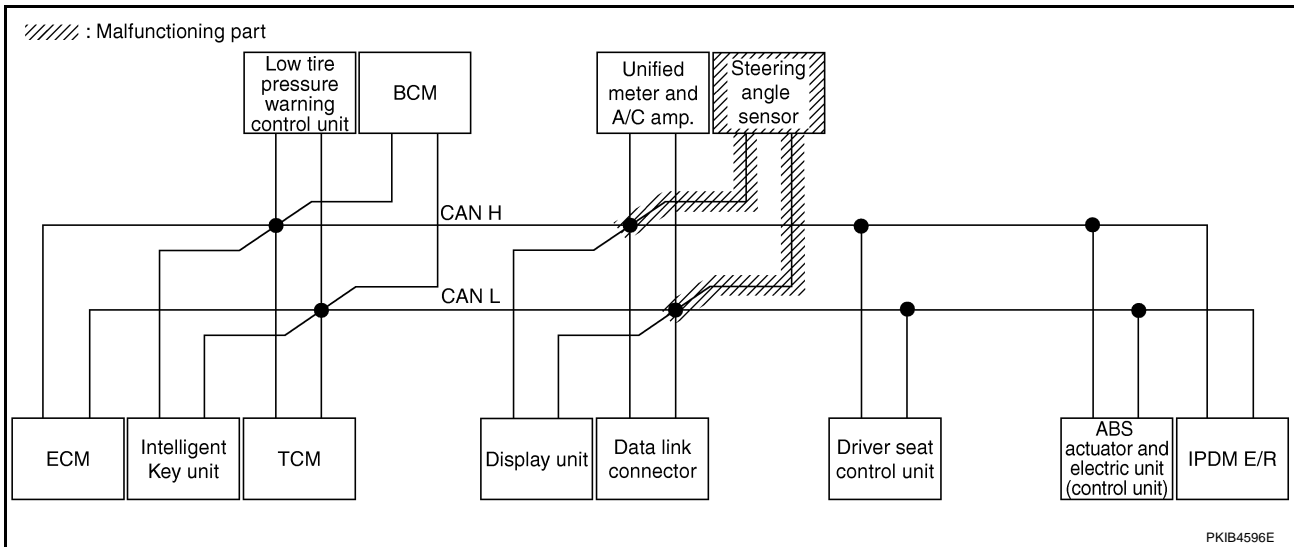 : Malfunctioning part
Low tire
pressure
warning
control unit
BCM
Unified
meter and
A/C amp.
Steering
angle
sensor
CAN H
CAN L
ECM
Intelligent
Key unit
TCM
Display unit
Data link
connector
Driver seat
control unit
ABS
actuator and
electric unit
(control unit)
IPDM E/R
PKIB4596E